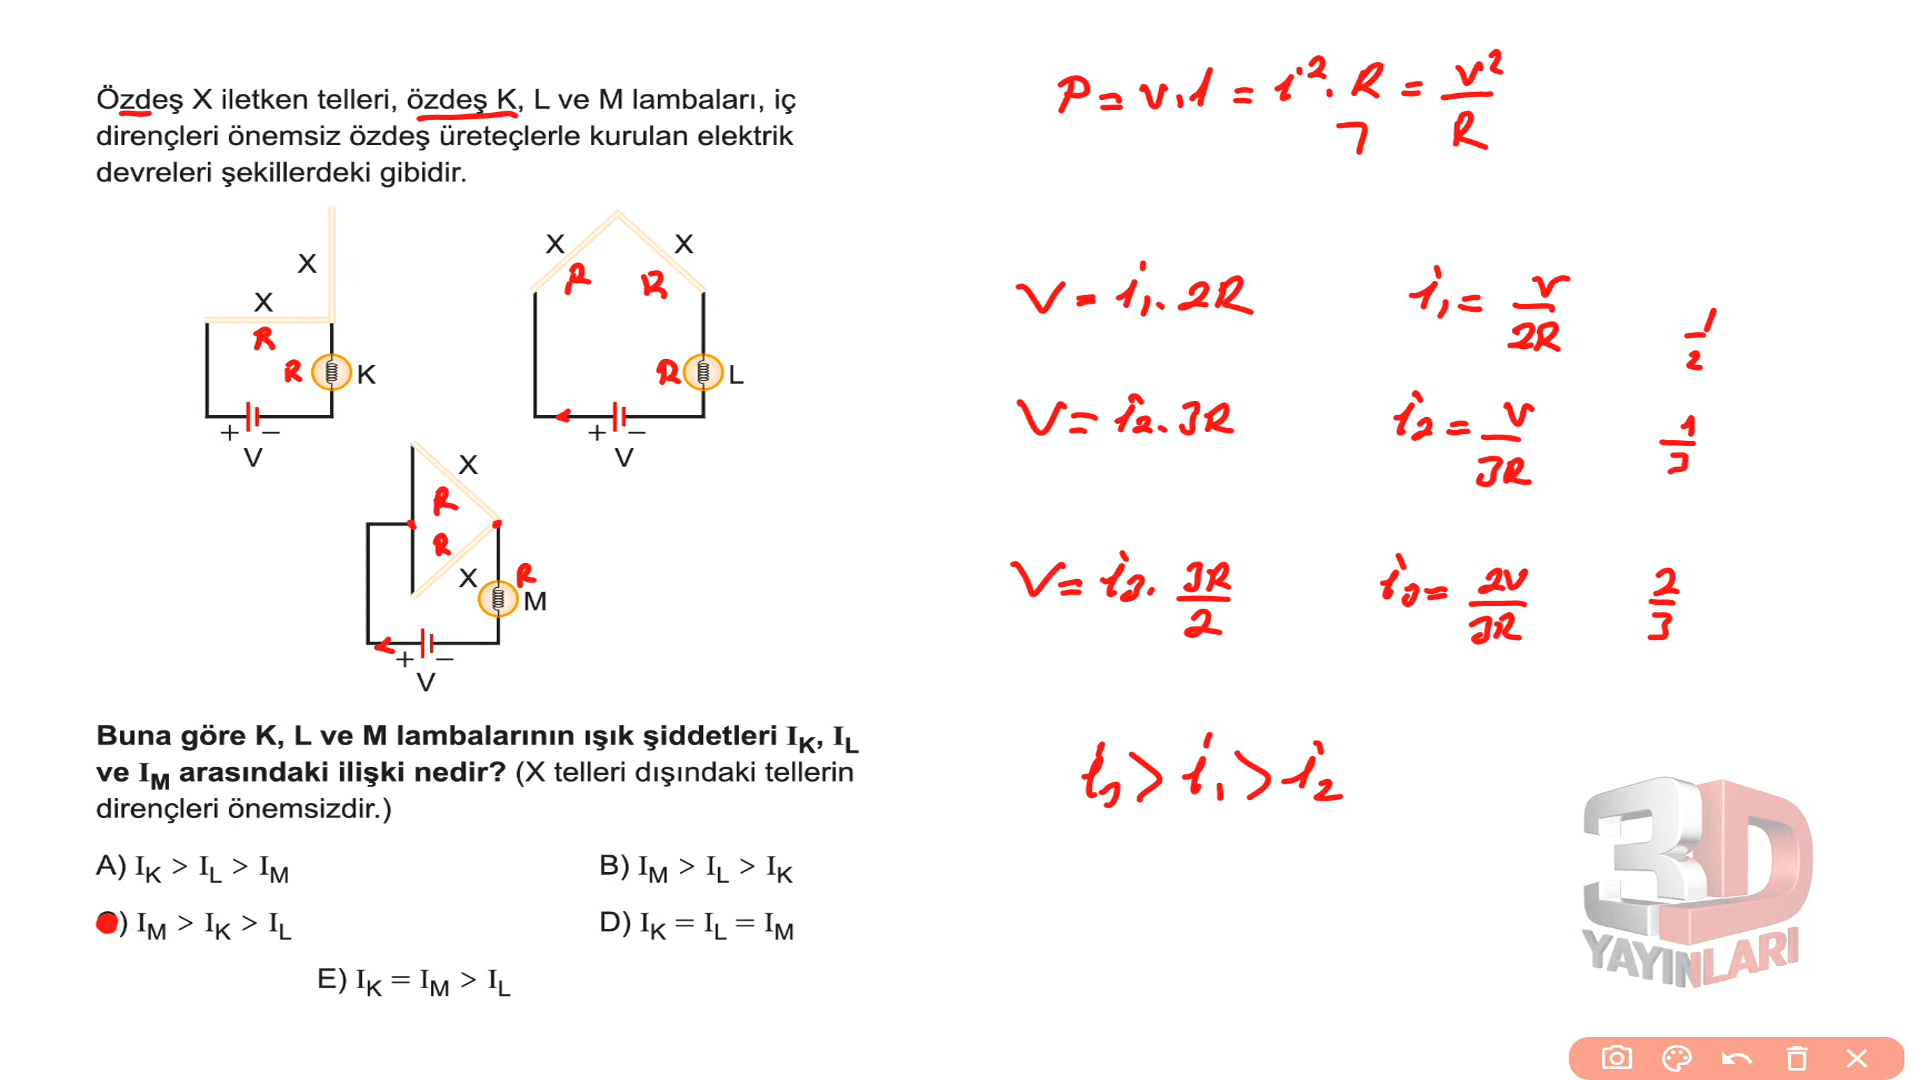 Özdeş X iletken telleri, özdeş K, L ve M lambaları, iç
dirençleri önemsiz özdeş üreteçlerle kurulan elektrik
devreleri şekillerdeki gibidir.
X
X
R
R
K
+ −
V
X
X
R
R
R
L
+ −
V
X
R
R
X
R
M
+ −
V
Buna göre K, L ve M lambalarının ışık şiddetleri I_K, I_L
ve I_M arasındaki ilişki nedir? (X telleri dışındaki tellerin
dirençleri önemsizdir.)
A) I_K > I_L > I_M
B) I_M > I_L > I_K
) I_M > I_K > I_L
D) I_K = I_L = I_M
E) I_K = I_M > I_L
P = V.I = i². R = V²/R
V = i₁. 2R
i₁ = V/2R
1/2
V = i₂. 3R
i₂ = V/3R
1/3
V = i₃. 3R/2
i₃ = 2V/3R
2/3
i₃ > i₁ > i₂
3D
YAYINLARI